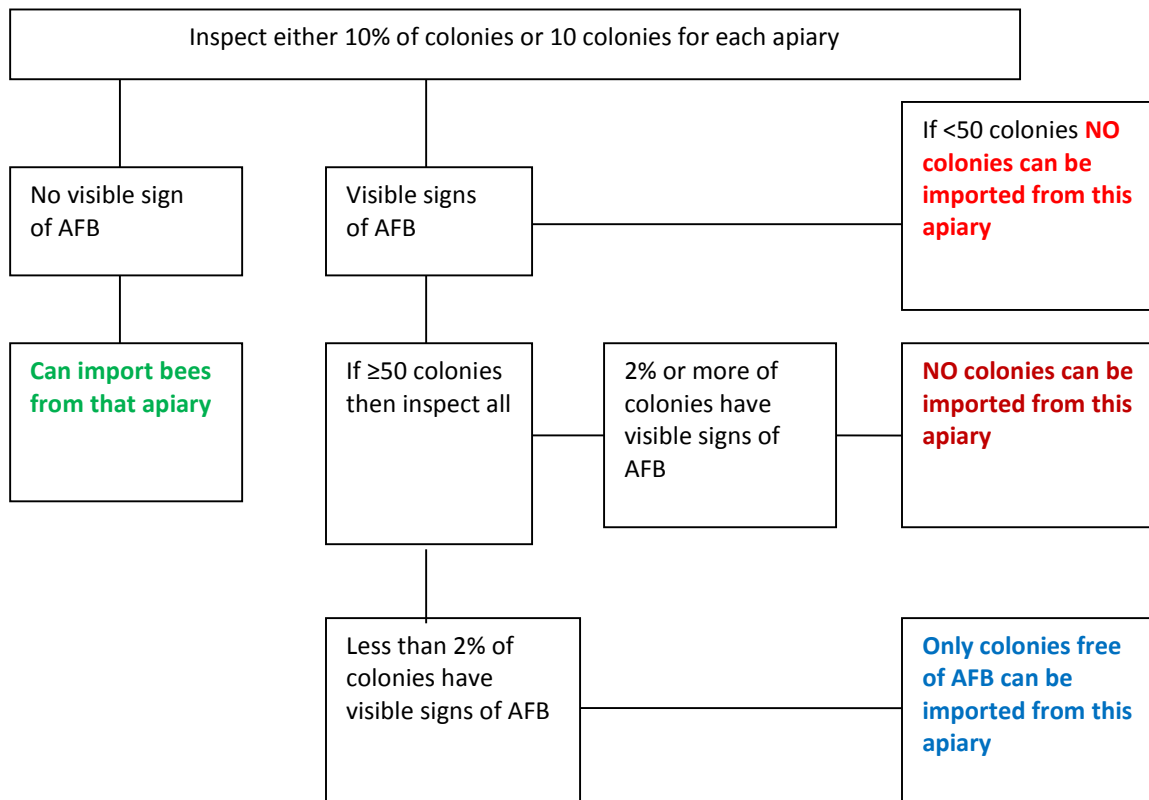 Inspect either 10% of colonies or 10 colonies for each apiary
If <50 colonies NO
colonies can be
imported from this
apiary
No visible sign
of AFB
Visible signs
of AFB
Can import bees
from that apiary
If ≥50 colonies
then inspect all
2% or more of
colonies have
visible signs of
AFB
NO colonies can be
imported from this
apiary
Less than 2% of
colonies have
visible signs of AFB
Only colonies free
of AFB can be
imported from this
apiary